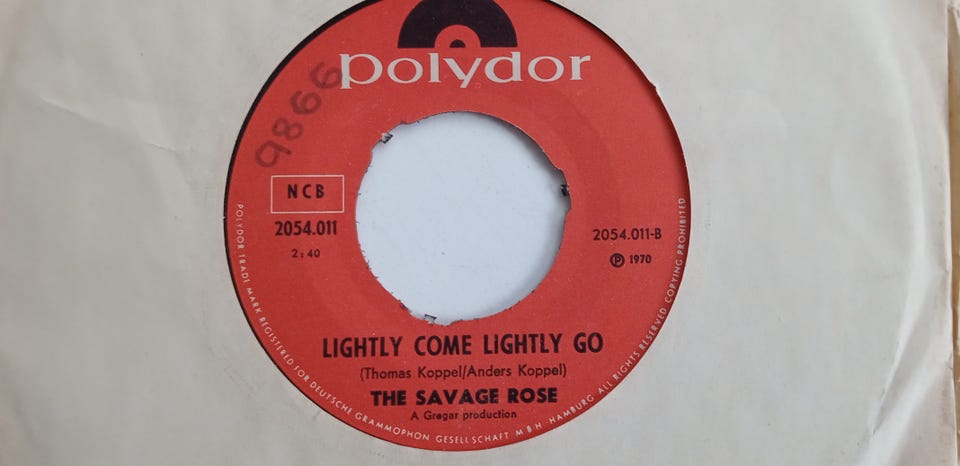 polydor
9866
NCB
2054.011
2:40
2054.011-B
℗ 1970
LIGHTLY COME LIGHTLY GO
(Thomas Koppel/Anders Koppel)
THE SAVAGE ROSE
A Gregar production
POLYDOR TRADE MARK REGISTERED FOR DEUTSCHE GRAMMOPHON GESELLSCHAFT M B H - HAMBURG ALL RIGHTS RESERVED COPYING PROHIBITED